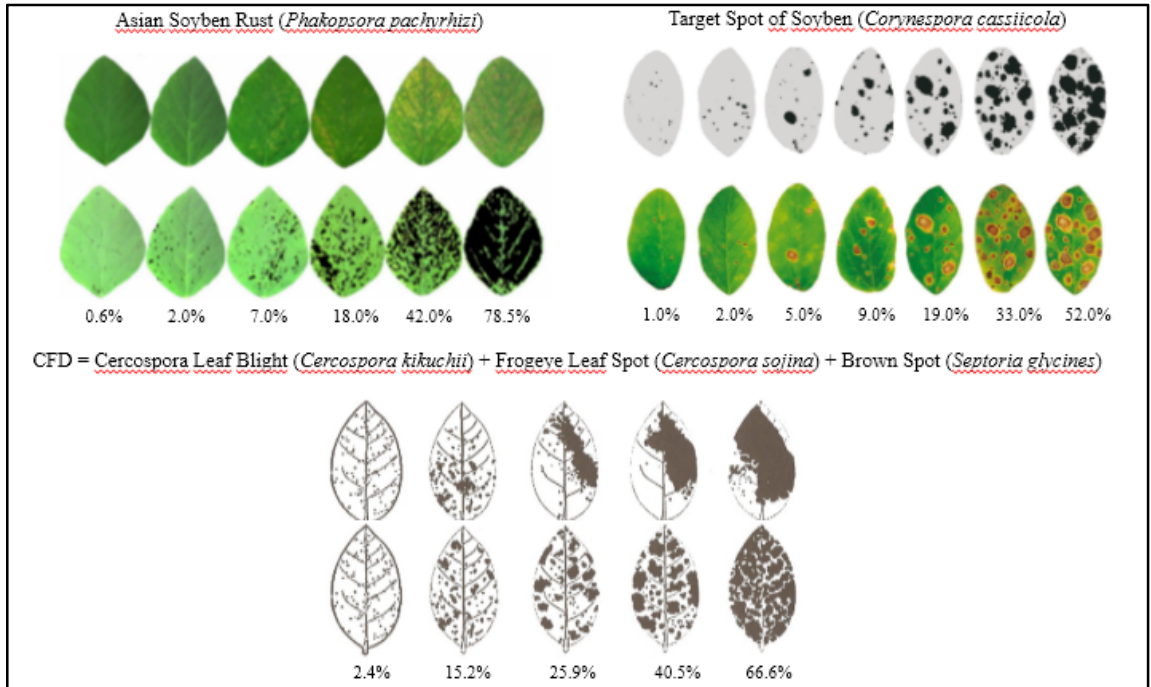 Asian Soyben Rust (Phakopsora pachyrhizi)
0.6% 2.0% 7.0% 18.0% 42.0% 78.5%
Target Spot of Soyben (Corynespora cassiicola)
1.0% 2.0% 5.0% 9.0% 19.0% 33.0% 52.0%
CFD = Cercospora Leaf Blight (Cercospora kikuchii) + Frogeye Leaf Spot (Cercospora sojina) + Brown Spot (Septoria glycines)
2.4% 15.2% 25.9% 40.5% 66.6%